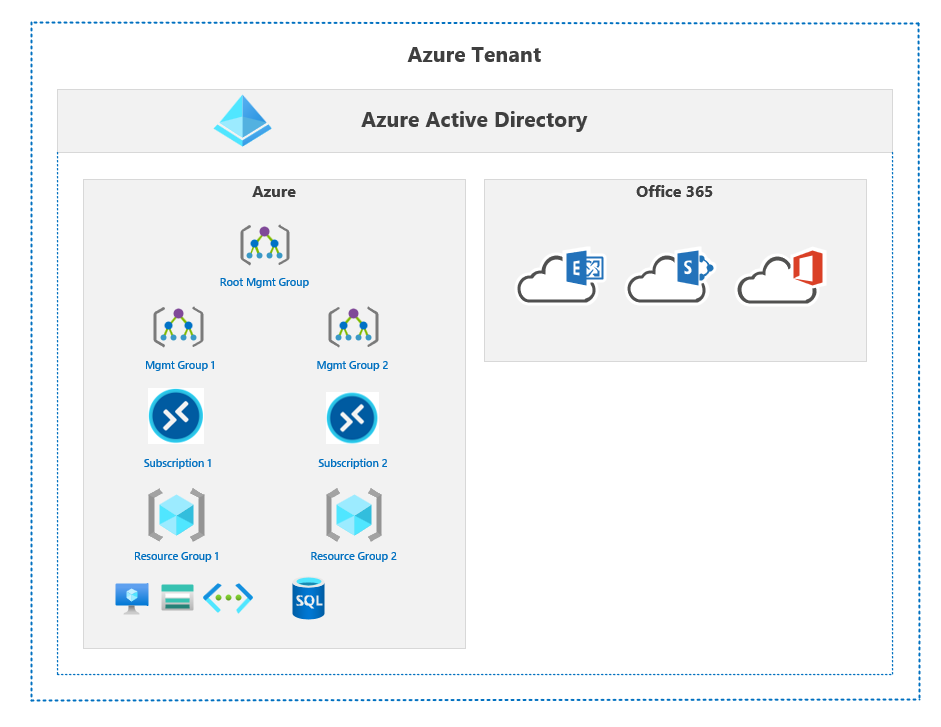 Azure Tenant
Azure Active Directory
Azure
Root Mgmt Group
Mgmt Group 1
Mgmt Group 2
Subscription 1
Subscription 2
Resource Group 1
Resource Group 2
SQL
Office 365
E
S